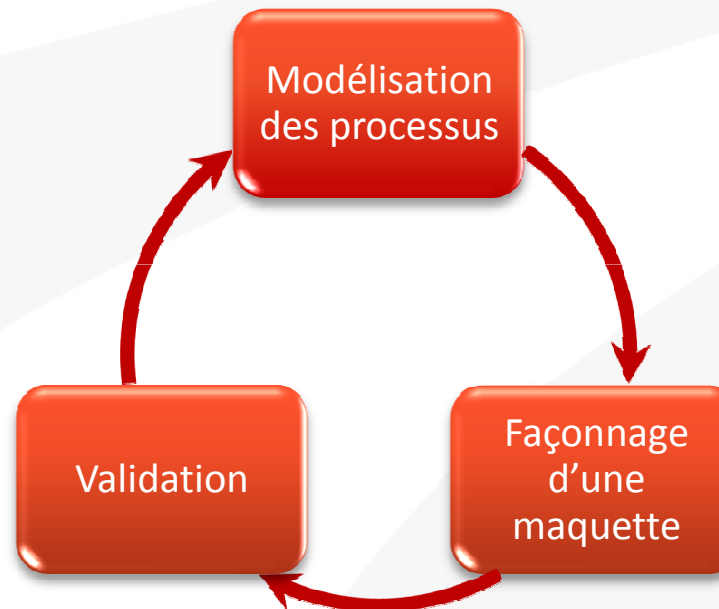 Modélisation
des processus
Validation
Façonnage
d’une
maquette